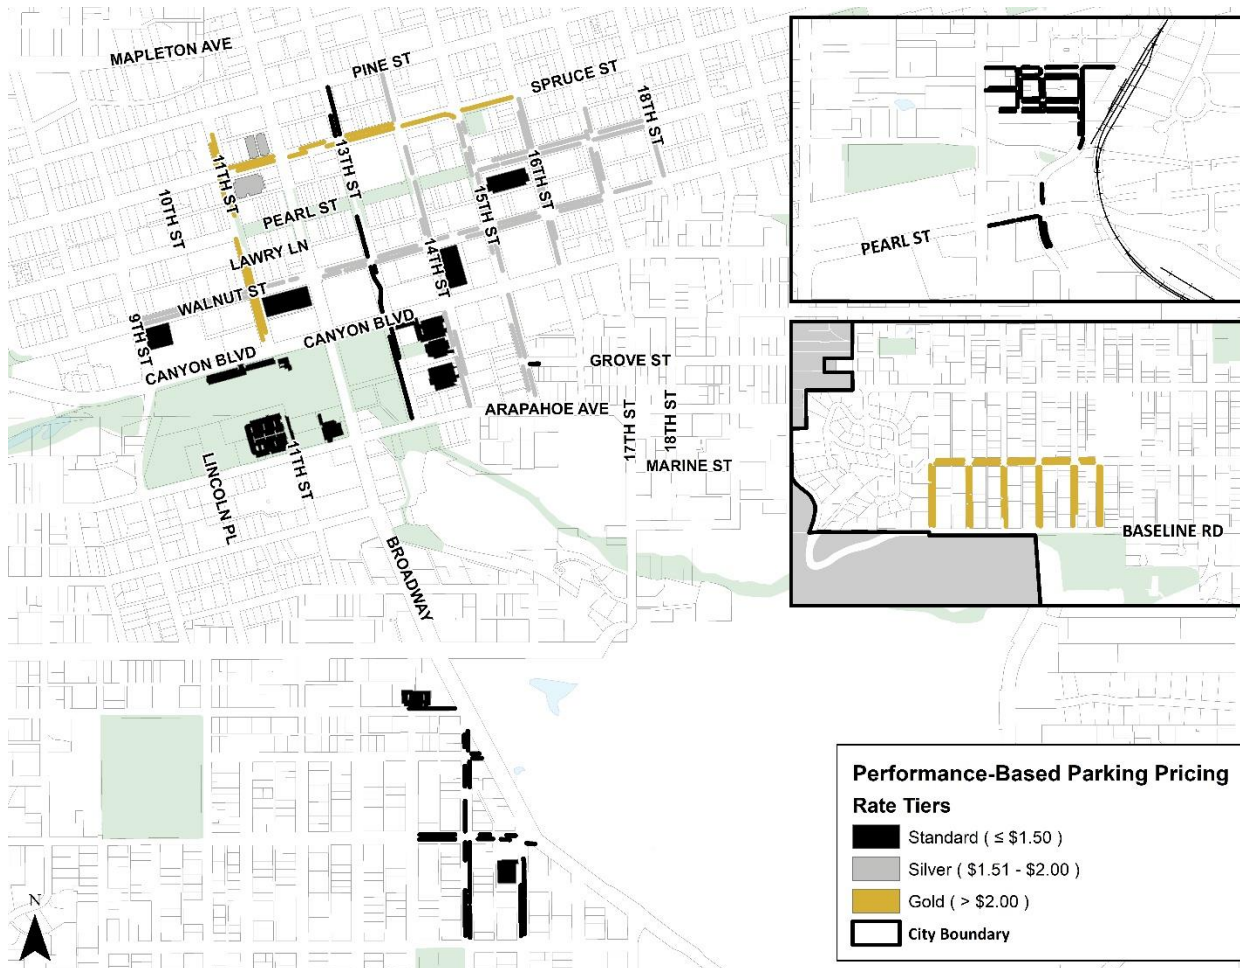 MAPLETON AVE
PINE ST
SPRUCE ST
18TH ST
13TH ST
11TH ST
16TH ST
10TH ST
15TH ST
PEARL ST
LAWRY LN
14TH ST
WALNUT ST
9TH ST
CANYON BLVD
CANYON BLVD
GROVE ST
ARAPAHOE AVE
17TH ST
18TH ST
MARINE ST
11TH ST
LINCOLN PL
BROADWAY
PEARL ST
BASELINE RD
N
Performance-Based Parking Pricing
Rate Tiers
Standard ( ≤ $1.50 )
Silver ( $1.51 - $2.00 )
Gold ( > $2.00 )
City Boundary